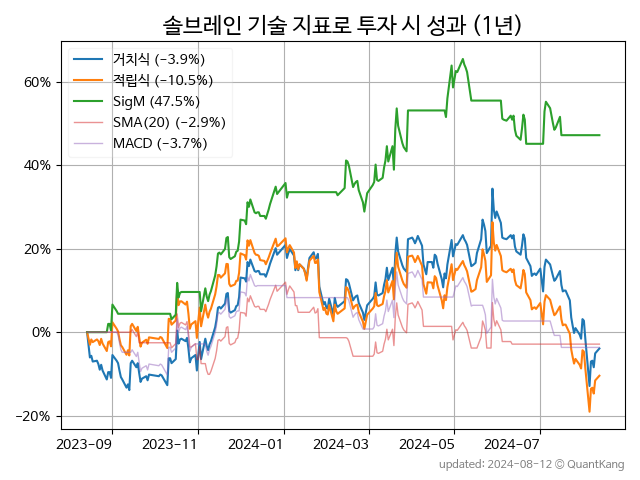 솔브레인 기술 지표로 투자 시 성과 (1년)
거치식 (-3.9%)
적립식 (-10.5%)
SigM (47.5%)
SMA(20) (-2.9%)
MACD (-3.7%)
60%
40%
20%
0%
-20%
2023-09 2023-11 2024-01 2024-03 2024-05 2024-07
updated: 2024-08-12 © QuantKang